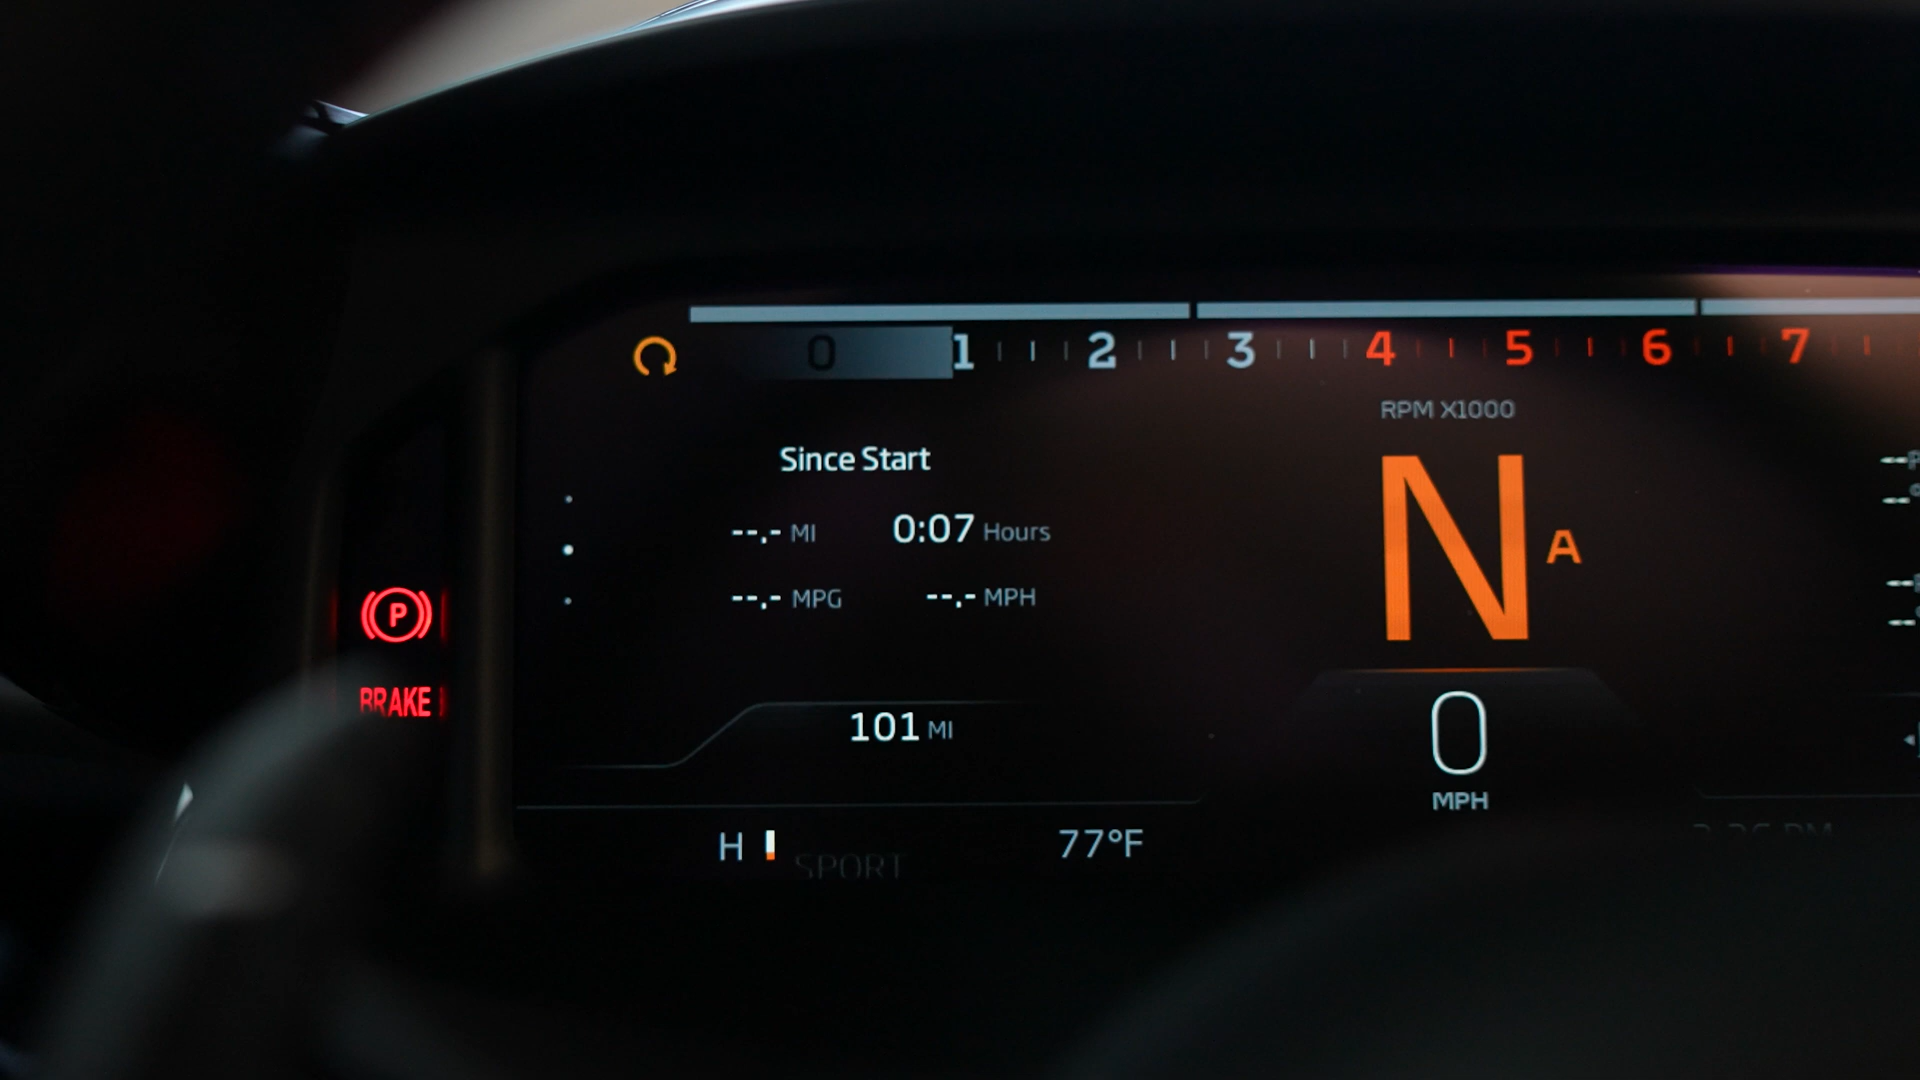 0 1 2 3 4 5 6 7
RPM X1000
Since Start
--.- MI 0:07 Hours
--.- MPG --.- MPH
N A
P
BRAKE
101 MI
0
MPH
H
77°F
SPORT